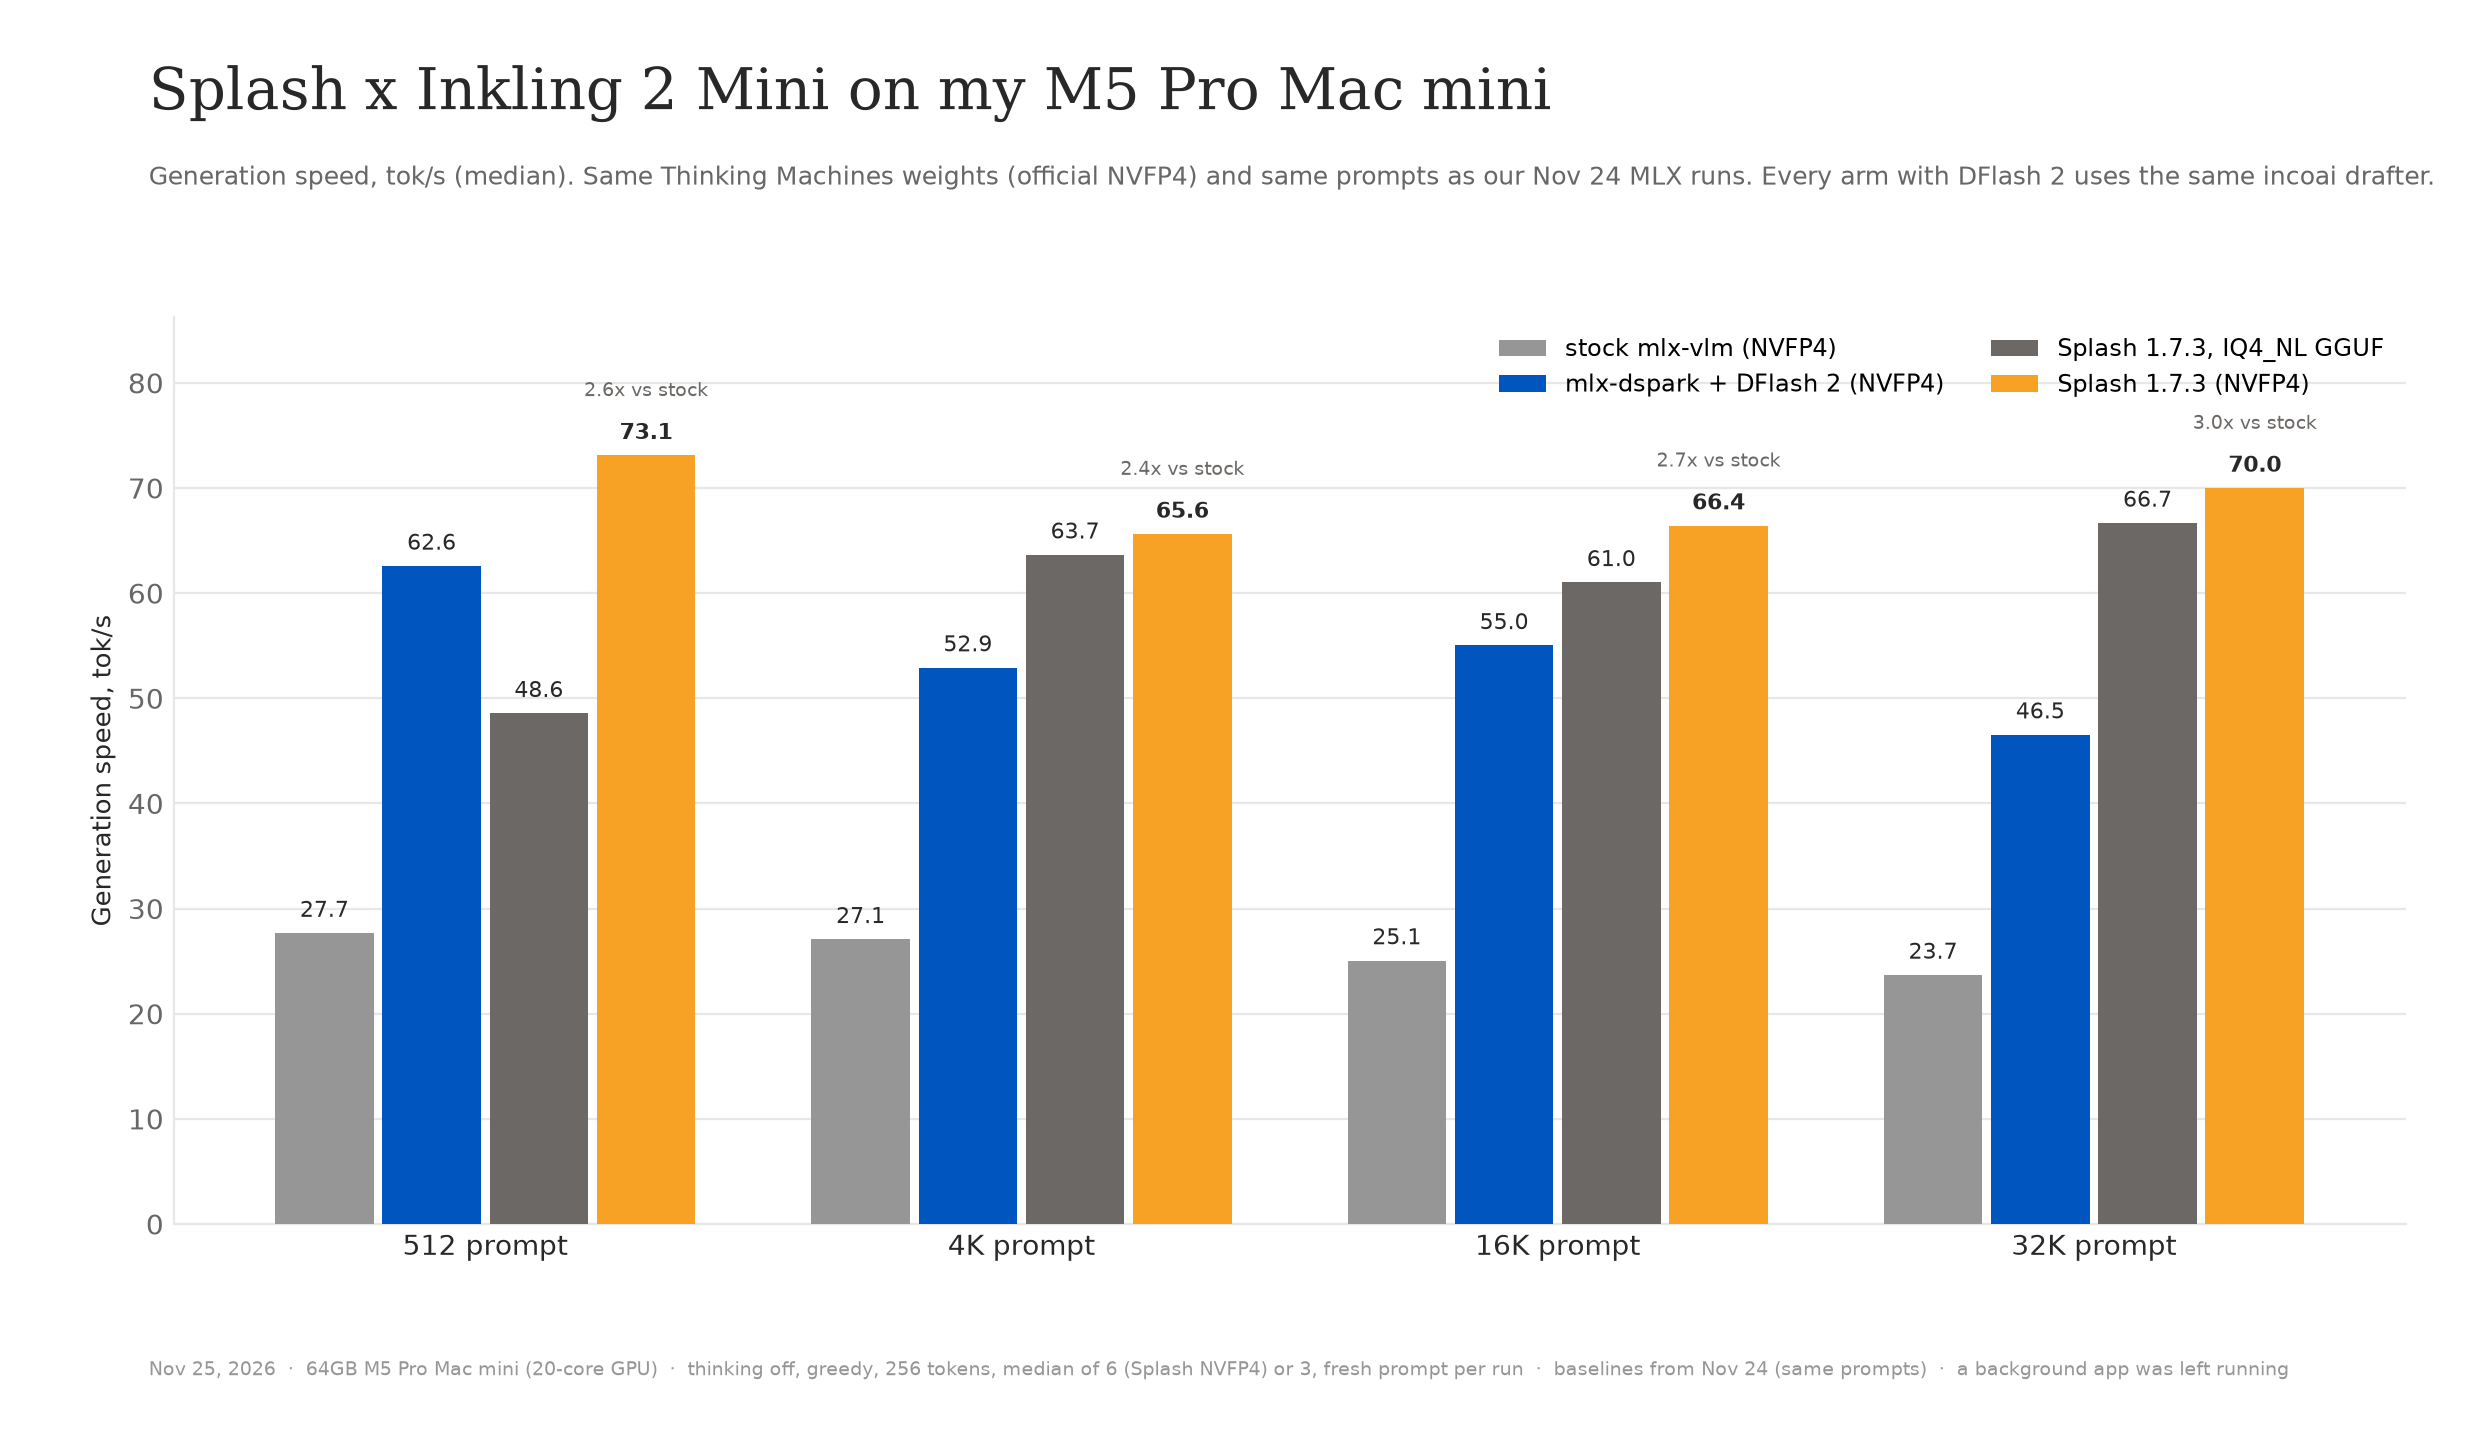 Splash x Inkling 2 Mini on my M5 Pro Mac mini
Generation speed, tok/s (median). Same Thinking Machines weights (official NVFP4) and same prompts as our Nov 24 MLX runs. Every arm with DFlash 2 uses the same incoai drafter.
stock mlx-vlm (NVFP4)
mlx-dspark + DFlash 2 (NVFP4)
Splash 1.7.3, IQ4_NL GGUF
Splash 1.7.3 (NVFP4)
Generation speed, tok/s
80
70
60
50
40
30
20
10
0
27.7
62.6
48.6
2.6x vs stock
73.1
27.1
52.9
63.7
2.4x vs stock
65.6
25.1
55.0
61.0
2.7x vs stock
66.4
23.7
46.5
66.7
3.0x vs stock
70.0
512 prompt
4K prompt
16K prompt
32K prompt
Nov 25, 2026 · 64GB M5 Pro Mac mini (20-core GPU) · thinking off, greedy, 256 tokens, median of 6 (Splash NVFP4) or 3, fresh prompt per run · baselines from Nov 24 (same prompts) · a background app was left running